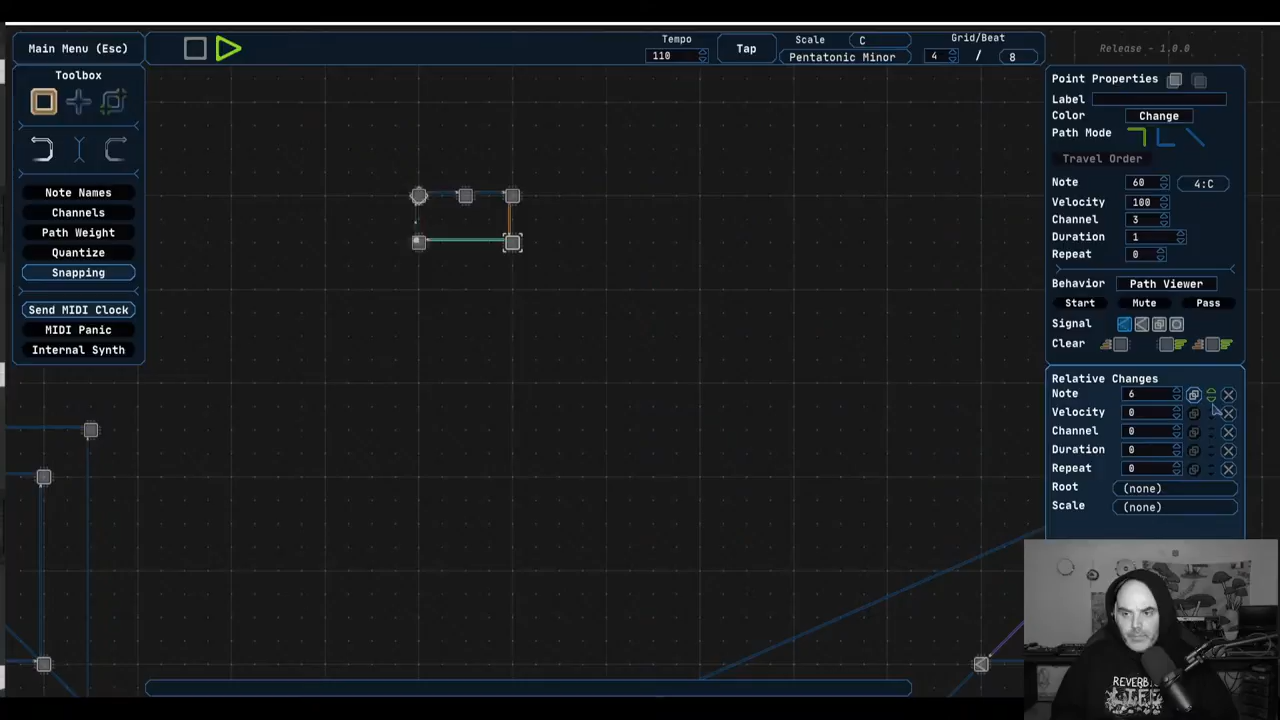 Main Menu (Esc)
Tempo
110
Tap
Scale
C
Pentatonic Minor
Grid/Beat
4 / 8
Release - 1.0.0
Toolbox
Note Names
Channels
Path Weight
Quantize
Snapping
Send MIDI Clock
MIDI Panic
Internal Synth
Point Properties
Label
Color Change
Path Mode
Travel Order
Note 60 4:C
Velocity 100
Channel 3
Duration 1
Repeat 0
Behavior Path Viewer
Start Mute Pass
Signal
Clear
Relative Changes
Note 6
Velocity 0
Channel 0
Duration 0
Repeat 0
Root (none)
Scale (none)